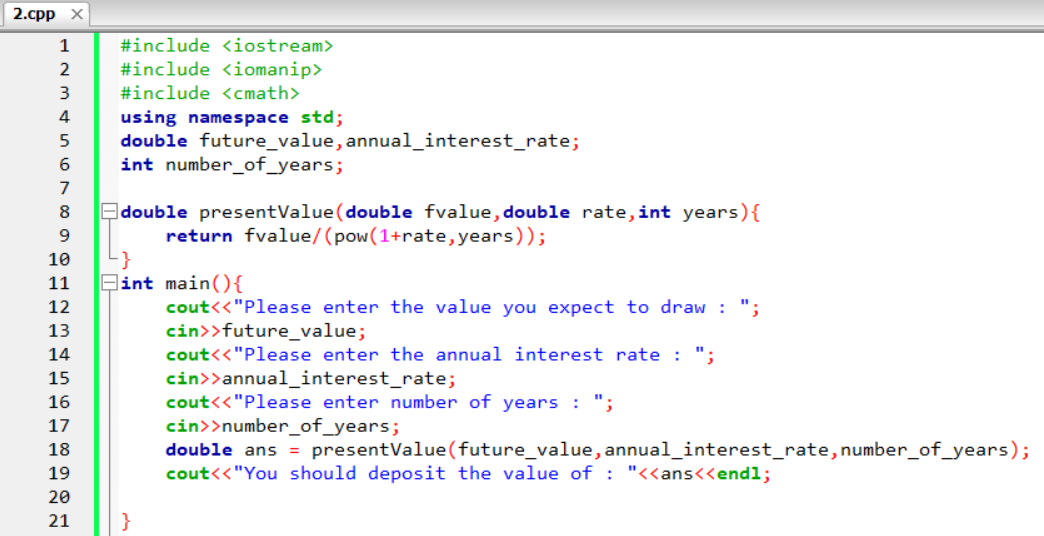 2.cpp ×
1 #include <iostream>
2 #include <iomanip>
3 #include <cmath>
4 using namespace std;
5 double future_value,annual_interest_rate;
6 int number_of_years;
7
8 double presentValue(double fvalue,double rate,int years){
9     return fvalue/(pow(1+rate,years));
10 }
11 int main(){
12     cout<<"Please enter the value you expect to draw : ";
13     cin>>future_value;
14     cout<<"Please enter the annual interest rate : ";
15     cin>>annual_interest_rate;
16     cout<<"Please enter number of years : ";
17     cin>>number_of_years;
18     double ans = presentValue(future_value,annual_interest_rate,number_of_years);
19     cout<<"You should deposit the value of : "<<ans<<endl;
20
21 }